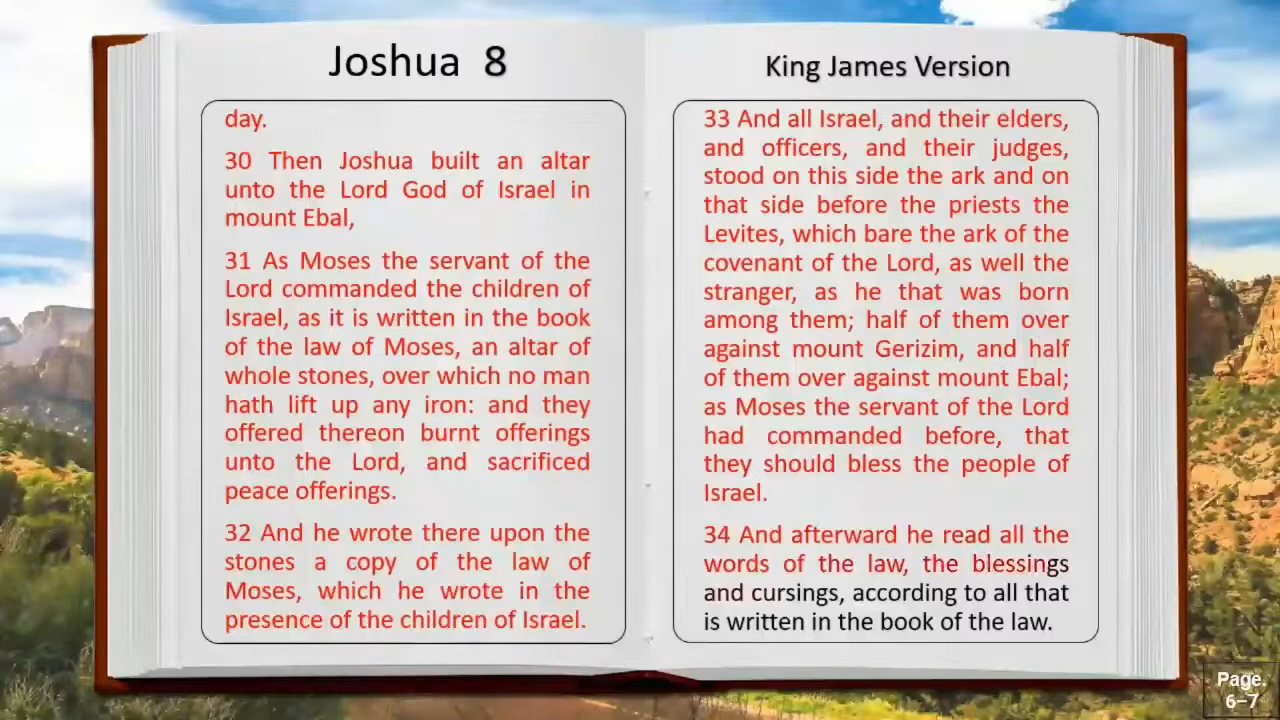 Joshua 8
day.
30 Then Joshua built an altar
unto the Lord God of Israel in
mount Ebal,
31 As Moses the servant of the
Lord commanded the children of
Israel, as it is written in the book
of the law of Moses, an altar of
whole stones, over which no man
hath lift up any iron: and they
offered thereon burnt offerings
unto the Lord, and sacrificed
peace offerings.
32 And he wrote there upon the
stones a copy of the law of
Moses, which he wrote in the
presence of the children of Israel.
King James Version
33 And all Israel, and their elders,
and officers, and their judges,
stood on this side the ark and on
that side before the priests the
Levites, which bare the ark of the
covenant of the Lord, as well the
stranger, as he that was born
among them; half of them over
against mount Gerizim, and half
of them over against mount Ebal;
as Moses the servant of the Lord
had commanded before, that
they should bless the people of
Israel.
34 And afterward he read all the
words of the law, the blessings
and cursings, according to all that
is written in the book of the law.
Page.
6–7